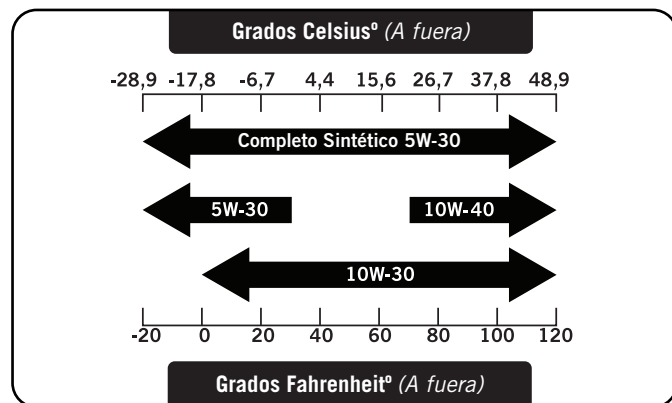 Grados Celsiusº (A fuera)
-28,9 -17,8 -6,7 4,4 15,6 26,7 37,8 48,9
Completo Sintético 5W-30
5W-30 10W-40
10W-30
-20 0 20 40 60 80 100 120
Grados Fahrenheitº (A fuera)